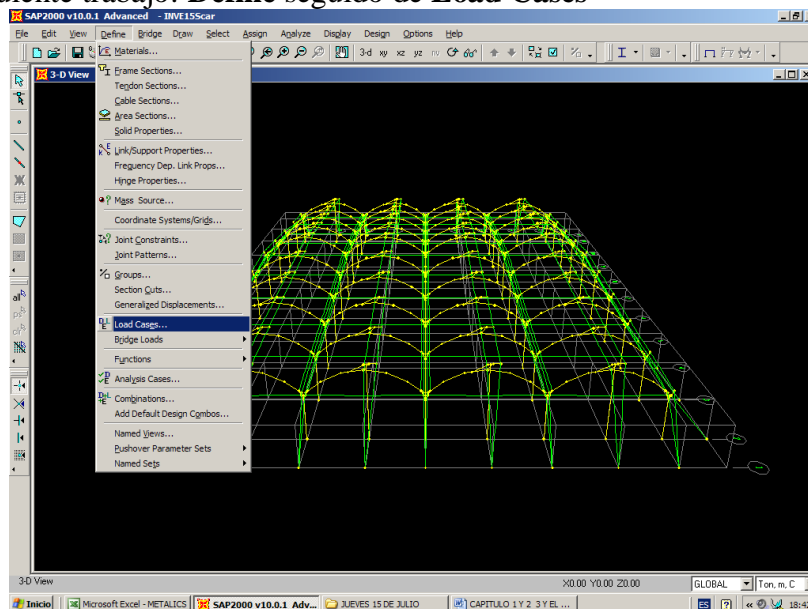 diente trabajo: Define seguido de Load Cases
SAP2000 v10.0.1 Advanced - INVE15Scar
File Edit View Define Bridge Draw Select Assign Analyze Display Design Options Help
3-d xy xz yz nv
3-D View
Materials...
Frame Sections...
Tendon Sections...
Cable Sections...
Area Sections...
Solid Properties...
Link/Support Properties...
Frequency Dep. Link Props...
Hinge Properties...
Mass Source...
Coordinate Systems/Grids...
Joint Constraints...
Joint Patterns...
Groups...
Section Cuts...
Generalized Displacements...
Load Cases...
Bridge Loads
Functions
Analysis Cases...
Combinations...
Add Default Design Combos...
Named Views...
Pushover Parameter Sets
Named Sets
all
3-D View X0.00 Y0.00 Z0.00 GLOBAL Ton, m, C
Inicio Microsoft Excel - METALICS SAP2000 v10.0.1 Adv... JUEVES 15 DE JULIO CAPITULO 1 Y 2 3 Y EL ... ES